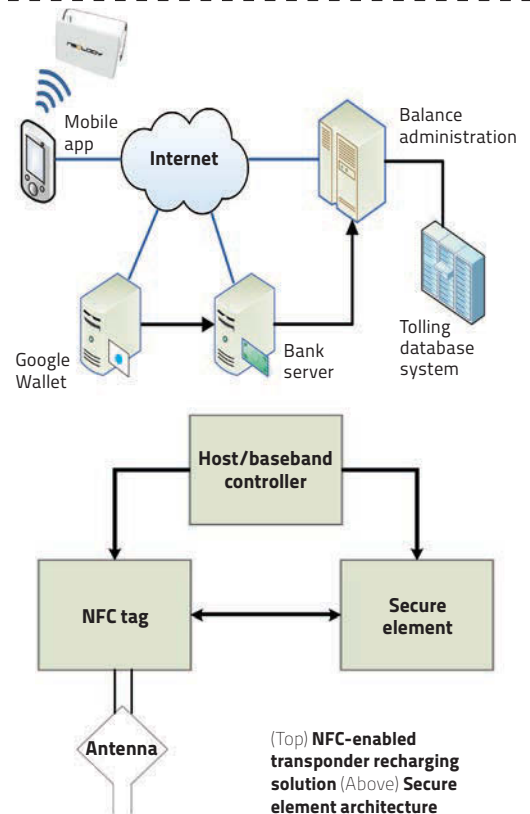 NEOLOGY
Mobile
app
Internet
Balance
administration
Google
Wallet
Bank
server
Tolling
database
system
Host/baseband
controller
NFC tag
Secure
element
Antenna
(Top) NFC-enabled
transponder recharging
solution (Above) Secure
element architecture